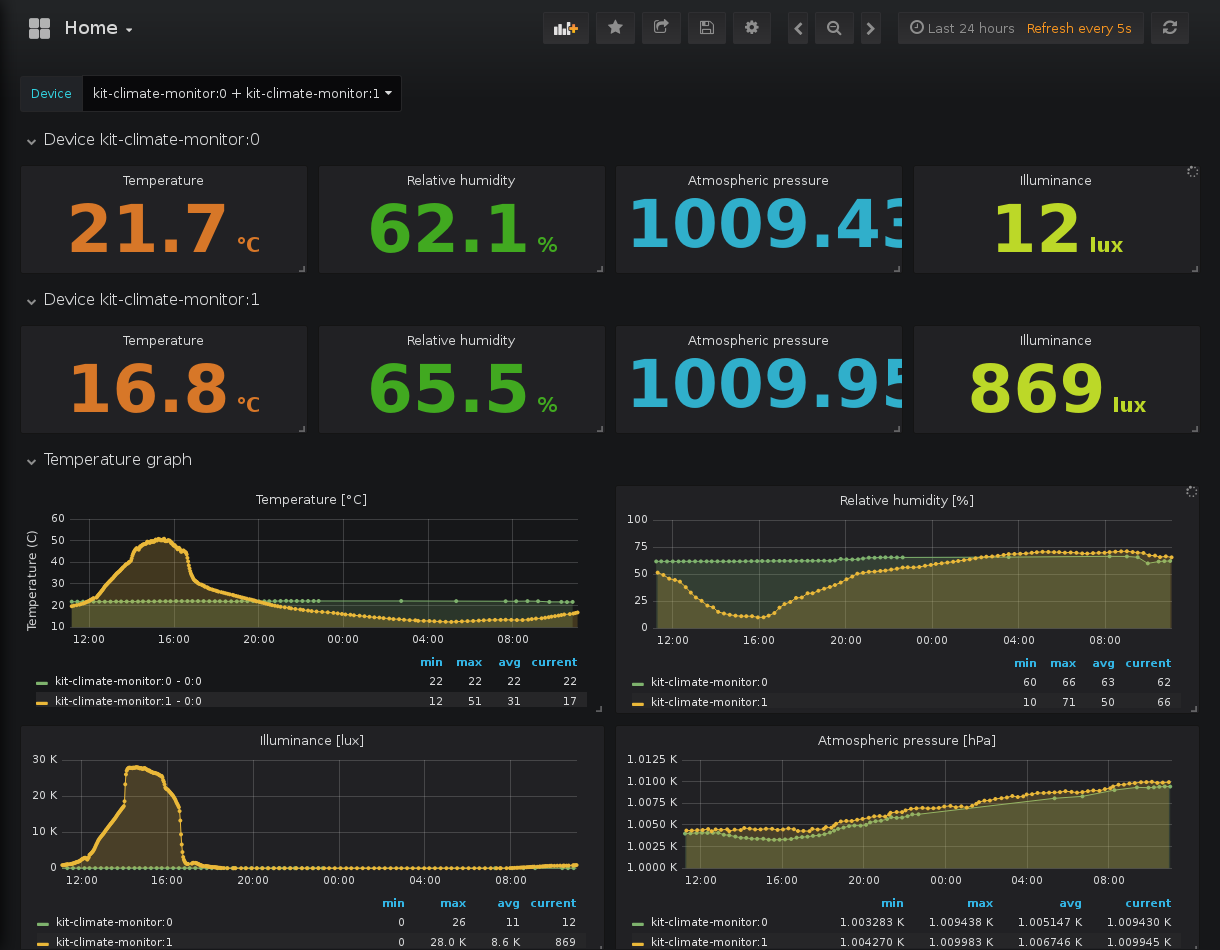 Home
Last 24 hours Refresh every 5s
Device kit-climate-monitor:0 + kit-climate-monitor:1
Device kit-climate-monitor:0
Temperature Relative humidity Atmospheric pressure Illuminance
21.7 °C 62.1 % 1009.43 12 lux
Device kit-climate-monitor:1
Temperature Relative humidity Atmospheric pressure Illuminance
16.8 °C 65.5 % 1009.95 869 lux
Temperature graph
Temperature [°C]
Temperature (C)
60
50
40
30
20
10
12:00 16:00 20:00 00:00 04:00 08:00
min max avg current
kit-climate-monitor:0 - 0:0 22 22 22 22
kit-climate-monitor:1 - 0:0 12 51 31 17
Relative humidity [%]
100
75
50
25
0
12:00 16:00 20:00 00:00 04:00 08:00
min max avg current
kit-climate-monitor:0 60 66 63 62
kit-climate-monitor:1 10 71 50 66
Illuminance [lux]
30 K
20 K
10 K
0
12:00 16:00 20:00 00:00 04:00 08:00
min max avg current
kit-climate-monitor:0 0 26 11 12
kit-climate-monitor:1 0 28.0 K 8.6 K 869
Atmospheric pressure [hPa]
1.0125 K
1.0100 K
1.0075 K
1.0050 K
1.0025 K
1.0000 K
12:00 16:00 20:00 00:00 04:00 08:00
min max avg current
kit-climate-monitor:0 1.003283 K 1.009438 K 1.005147 K 1.009430 K
kit-climate-monitor:1 1.004270 K 1.009983 K 1.006746 K 1.009945 K